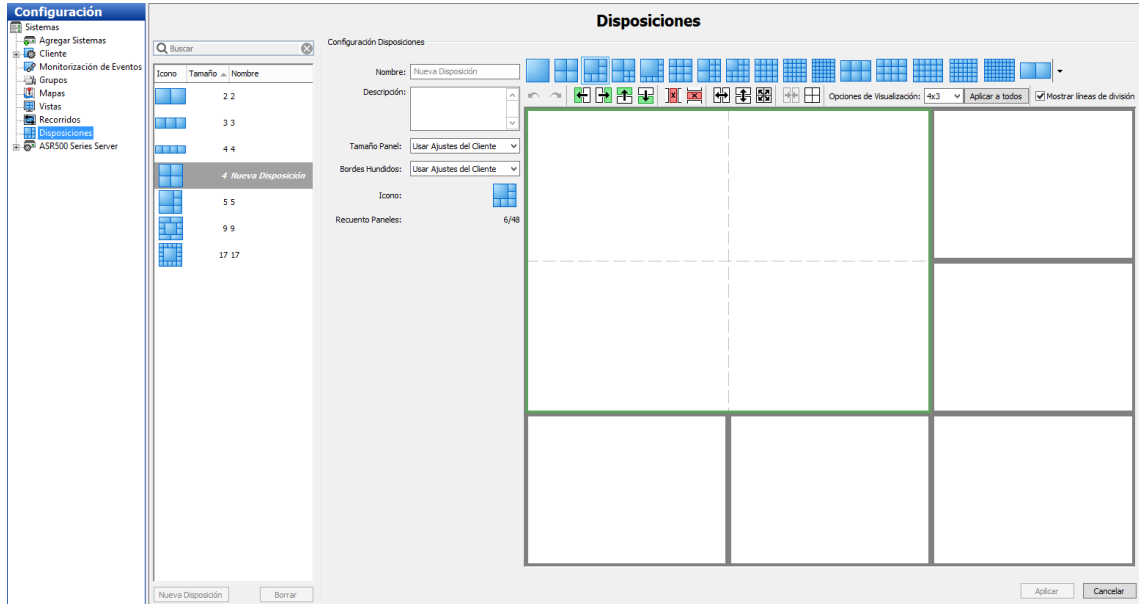 Configuración
Sistemas
Agregar Sistemas
Cliente
Monitorización de Eventos
Grupos
Mapas
Vistas
Recorridos
Disposiciones
ASR500 Series Server
Disposiciones
Buscar
Icono Tamaño Nombre
2 2
3 3
4 4
4 Nueva Disposición
5 5
9 9
17 17
Nueva Disposición Borrar
Configuración Disposiciones
Nombre: Nueva Disposición
Descripción:
Tamaño Panel: Usar Ajustes del Cliente
Bordes Hundidos: Usar Ajustes del Cliente
Icono:
Recuento Paneles: 6/48
Opciones de Visualización: 4x3 Aplicar a todos Mostrar líneas de división
Aplicar Cancelar